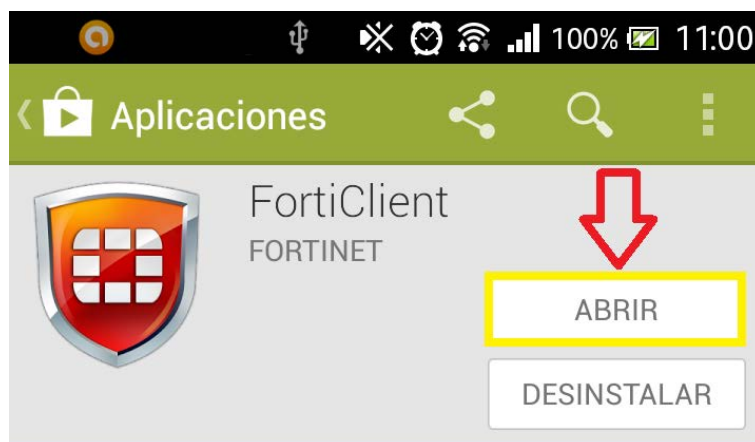 100% 11:00
Aplicaciones
FortiClient
FORTINET
ABRIR
DESINSTALAR